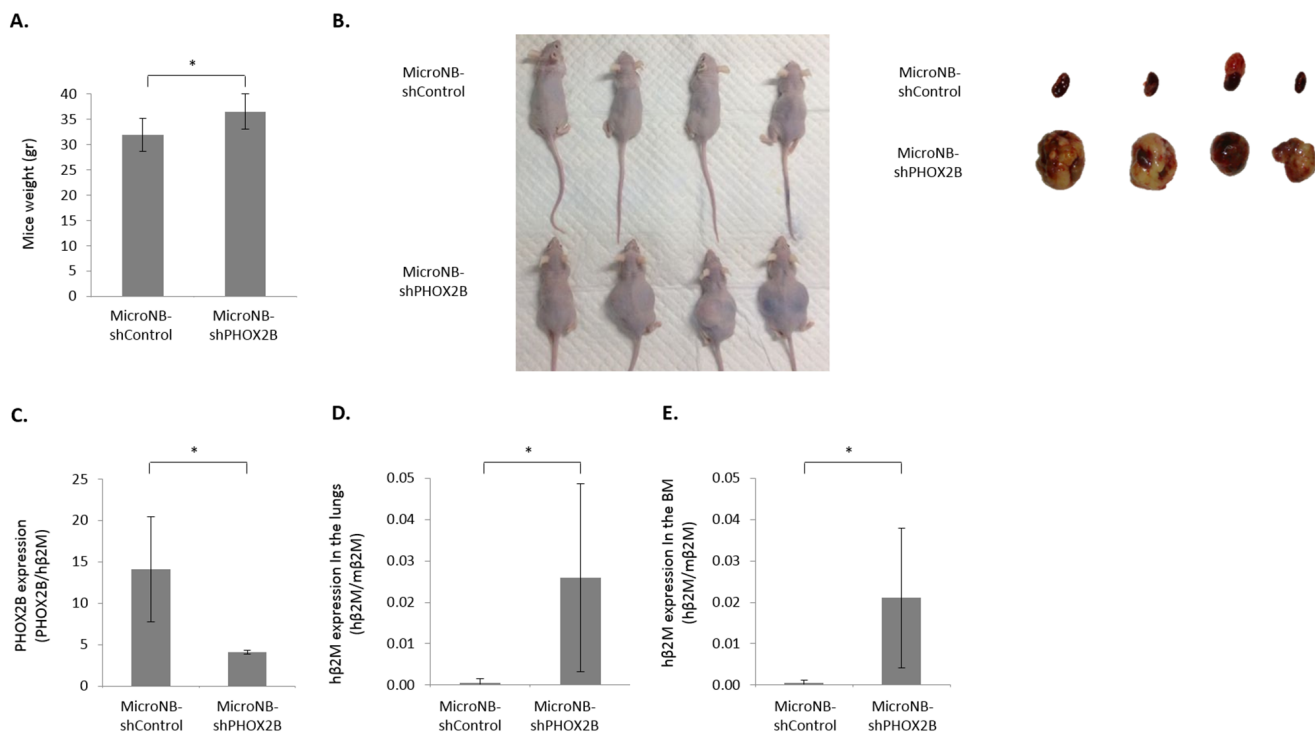 A.
*
Mice weight (gr)
40
35
30
25
20
15
10
5
0
MicroNB-
shControl
MicroNB-
shPHOX2B
B.
MicroNB-
shControl
MicroNB-
shPHOX2B
MicroNB-
shControl
MicroNB-
shPHOX2B
C.
*
PHOX2B expression
(PHOX2B/hβ2M)
25
20
15
10
5
0
MicroNB-
shControl
MicroNB-
shPHOX2B
D.
*
hβ2M expression In the lungs
(hβ2M/mβ2M)
0.05
0.04
0.03
0.02
0.01
0.00
MicroNB-
shControl
MicroNB-
shPHOX2B
E.
*
hβ2M expression In the BM
(hβ2M/mβ2M)
0.05
0.04
0.03
0.02
0.01
0.00
MicroNB-
shControl
MicroNB-
shPHOX2B